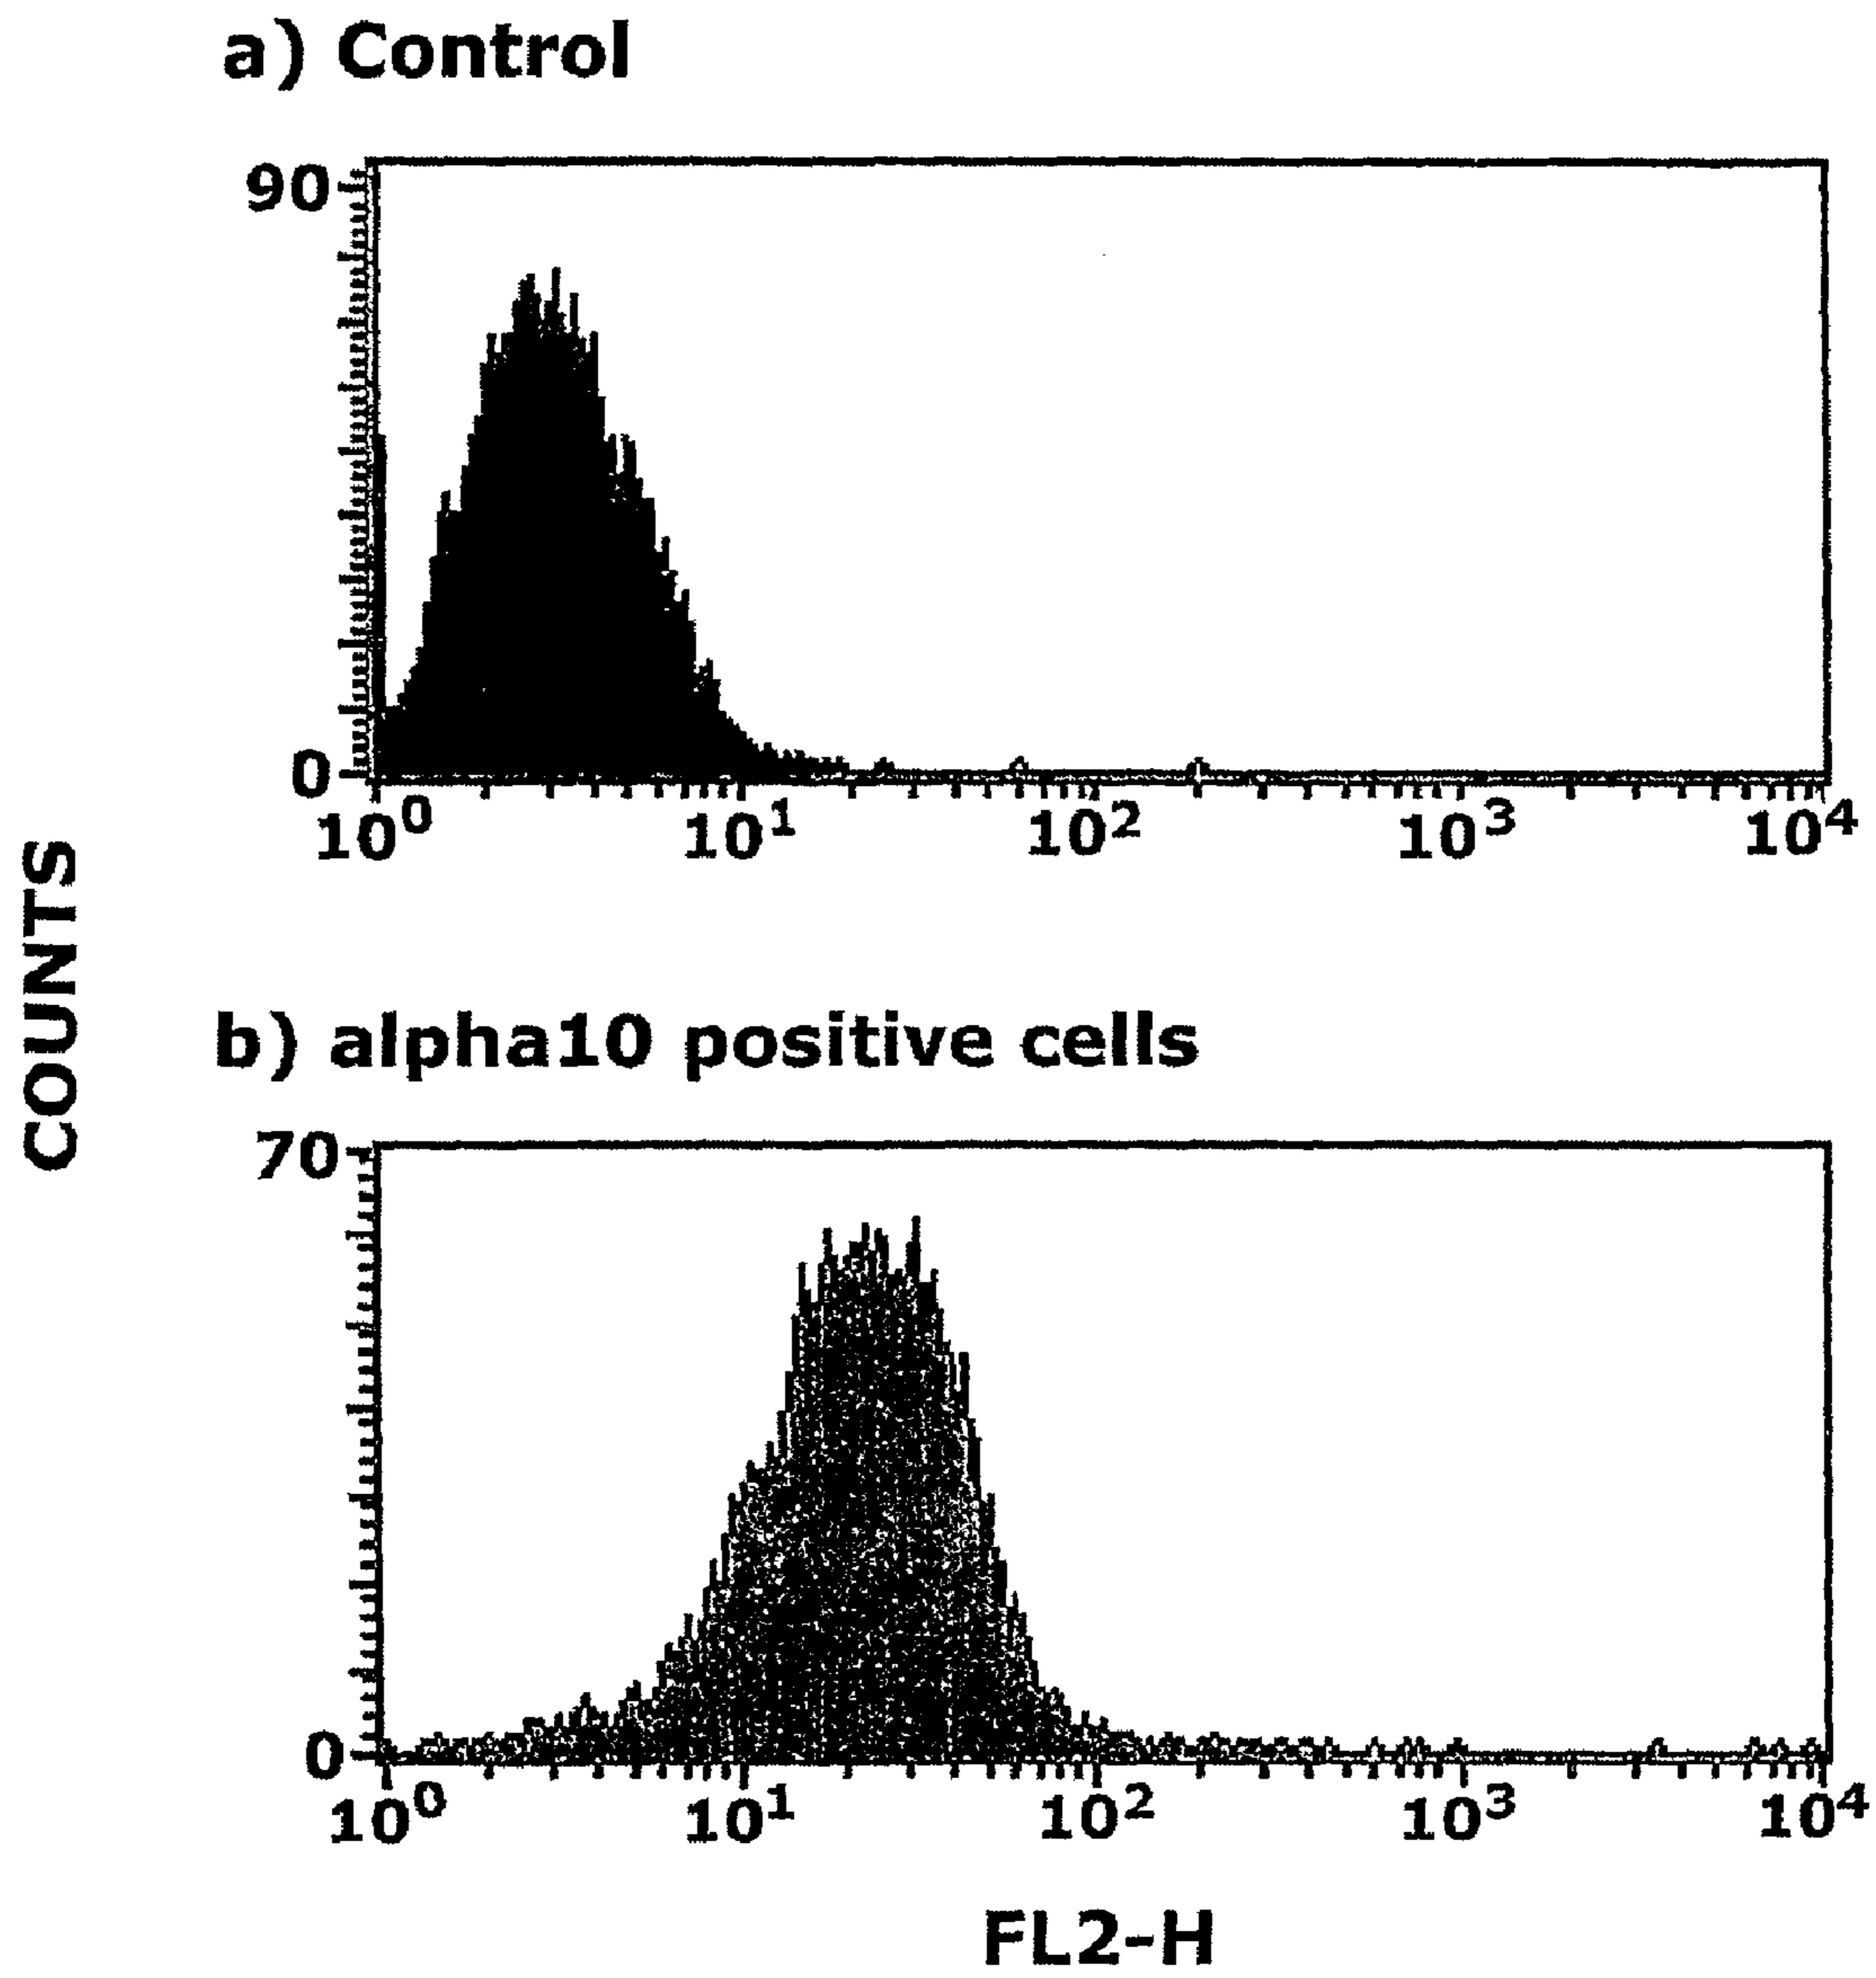 a) Control
90
0
10⁰ 10¹ 10² 10³ 10⁴
COUNTS
b) alpha10 positive cells
70
0
10⁰ 10¹ 10² 10³ 10⁴
FL2-H